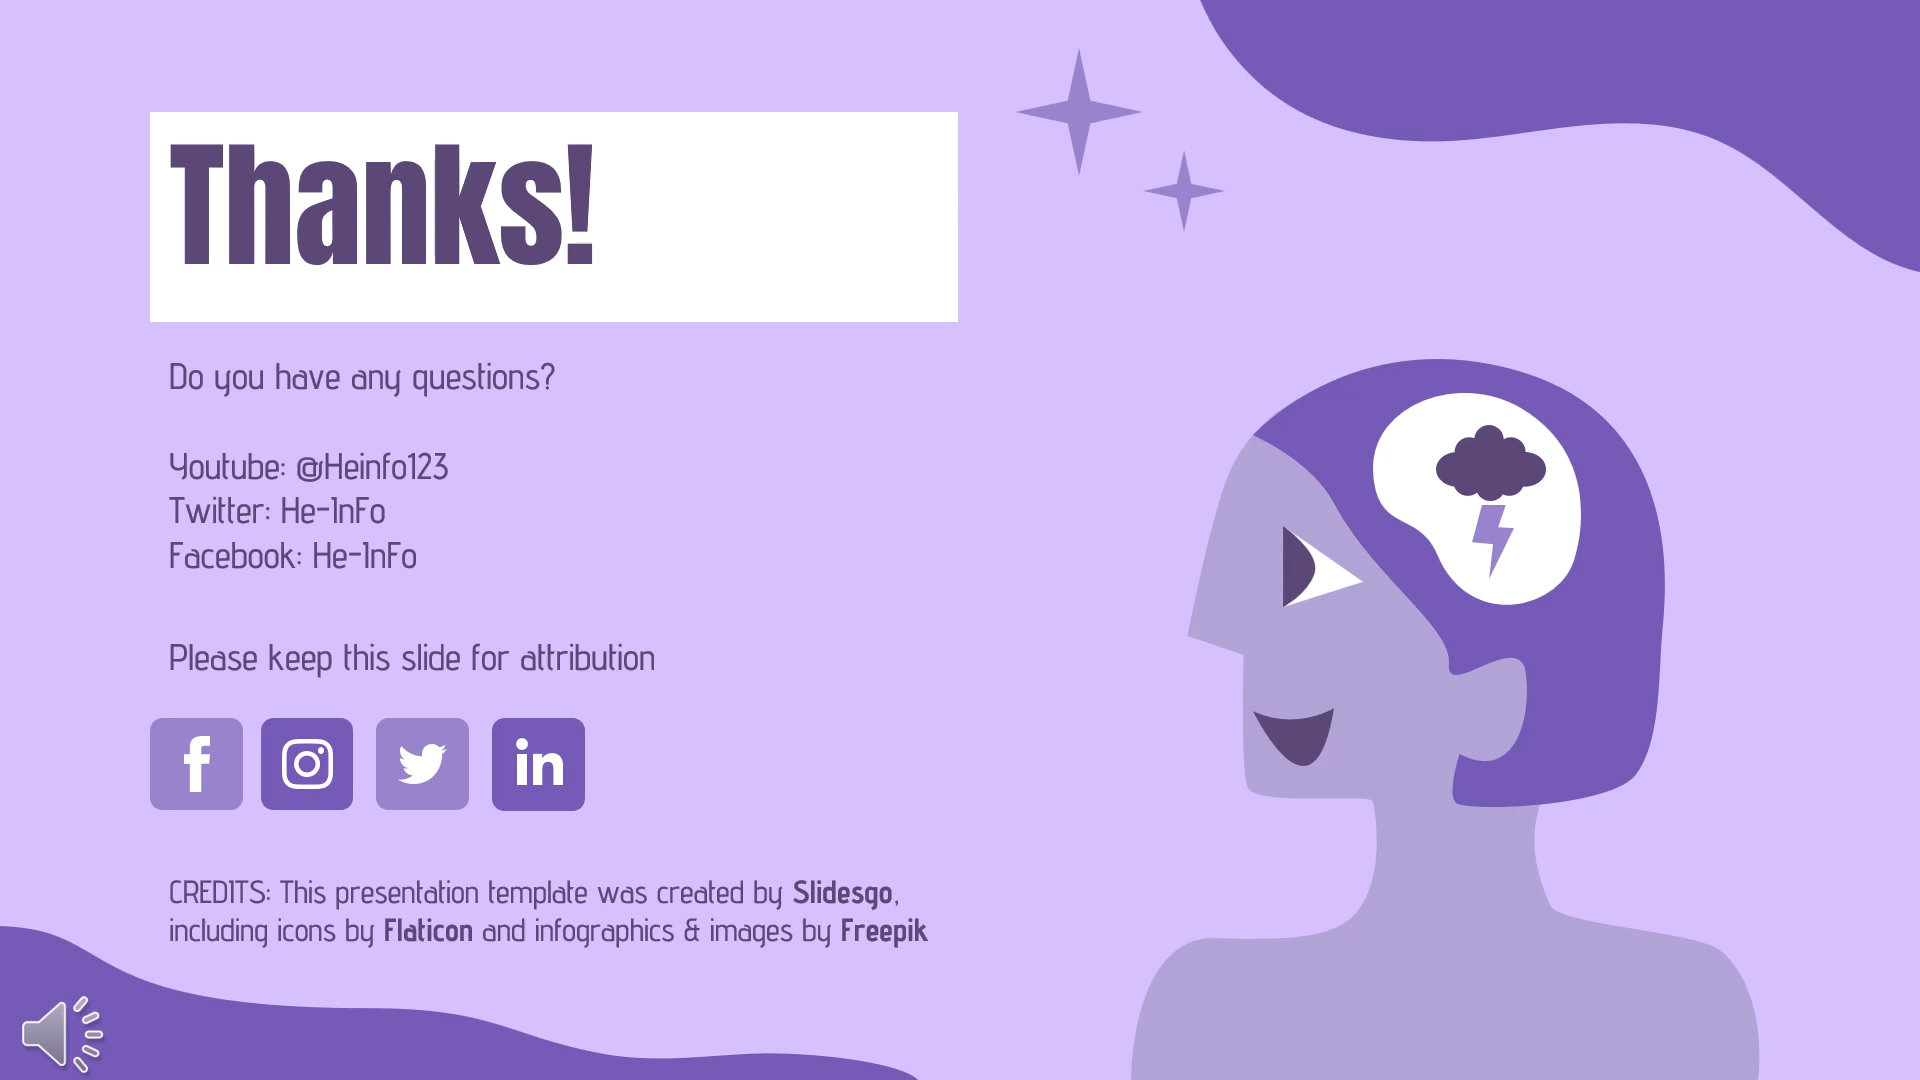 Thanks!
Do you have any questions?
Youtube: @Heinfo123
Twitter: He-InFo
Facebook: He-InFo
Please keep this slide for attribution
f
in
CREDITS: This presentation template was created by Slidesgo,
including icons by Flaticon and infographics & images by Freepik